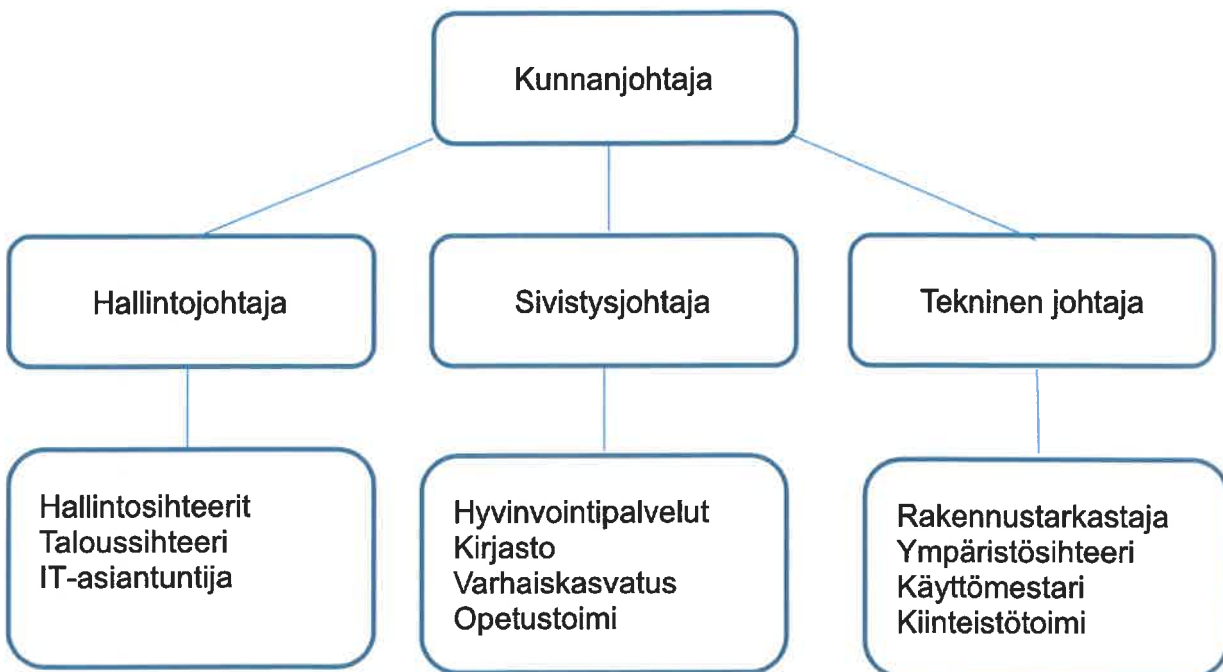 Kunnanjohtaja
Hallintojohtaja
Sivistysjohtaja
Tekninen johtaja
Hallintosihteerit
Taloussihteeri
IT-asiantuntija
Hyvinvointipalvelut
Kirjasto
Varhaiskasvatus
Opetustoimi
Rakennustarkastaja
Ympäristösihteeri
Käyttömestari
Kiinteistötoimi